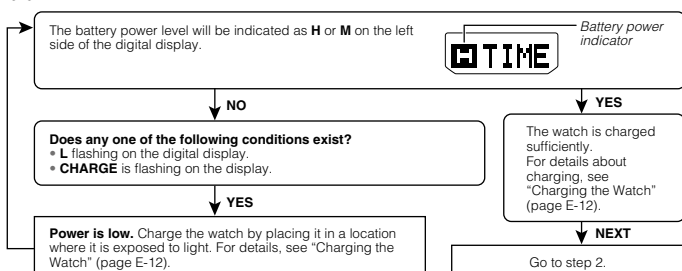 The battery power level will be indicated as H or M on the left
side of the digital display.
Battery power
indicator
H TIME
NO
YES
Does any one of the following conditions exist?
• L flashing on the digital display.
• CHARGE is flashing on the display.
The watch is charged
sufficiently.
For details about
charging, see
“Charging the Watch”
(page E-12).
YES
NEXT
Power is low. Charge the watch by placing it in a location
where it is exposed to light. For details, see “Charging the
Watch” (page E-12).
Go to step 2.